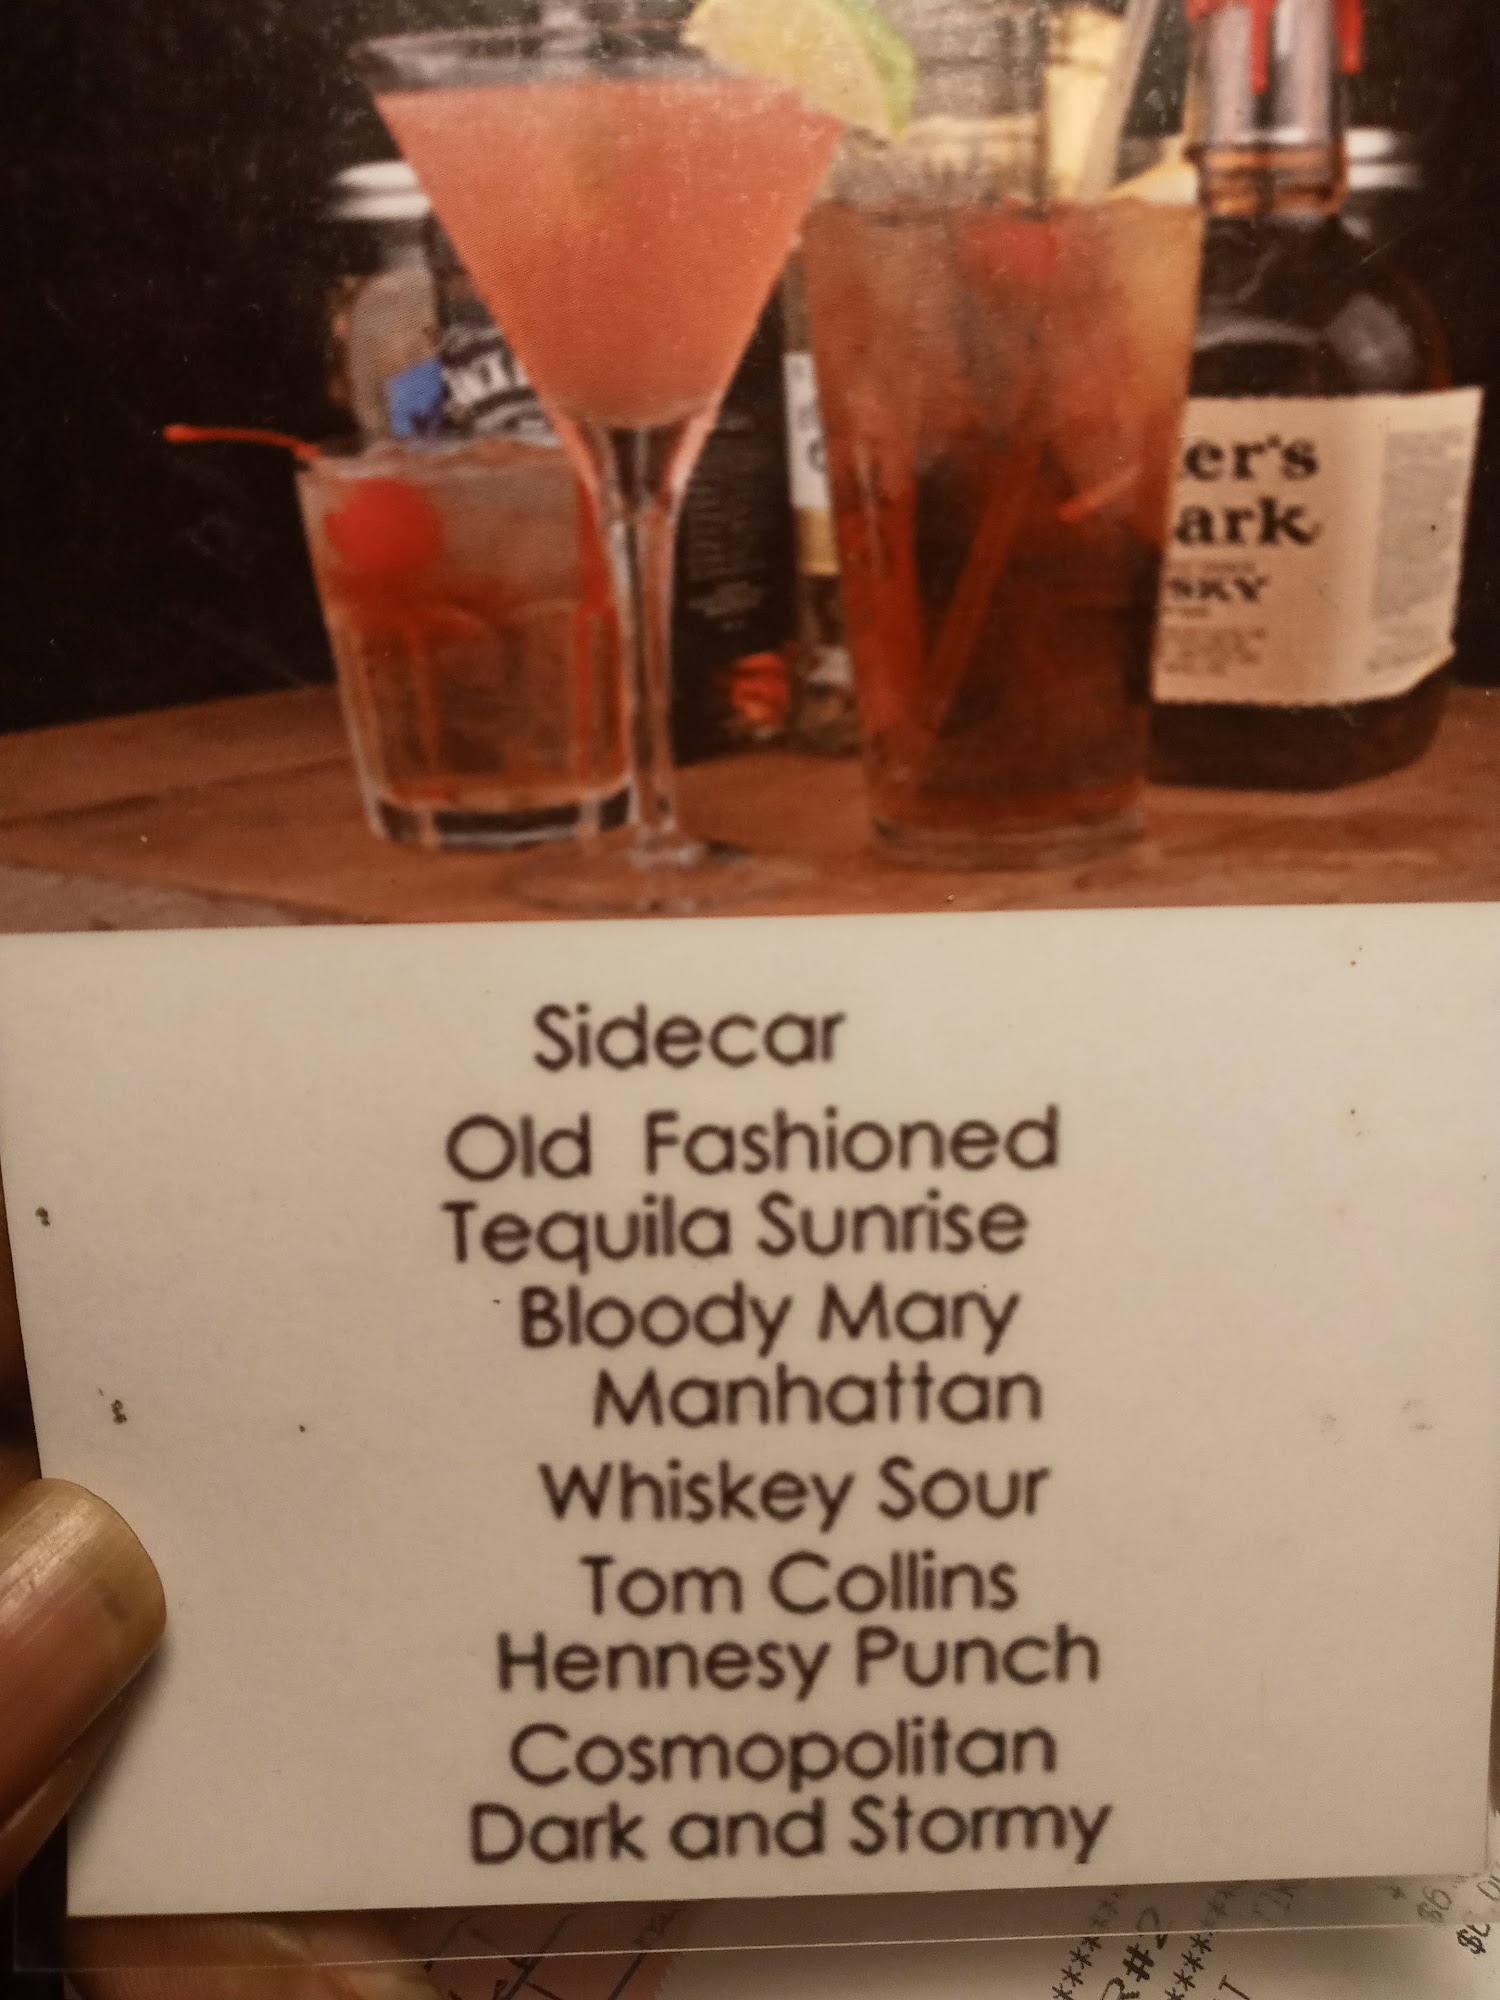 er's
ark
SKY
Sidecar
Old Fashioned
Tequila Sunrise
Bloody Mary
Manhattan
Whiskey Sour
Tom Collins
Hennesy Punch
Cosmopolitan
Dark and Stormy